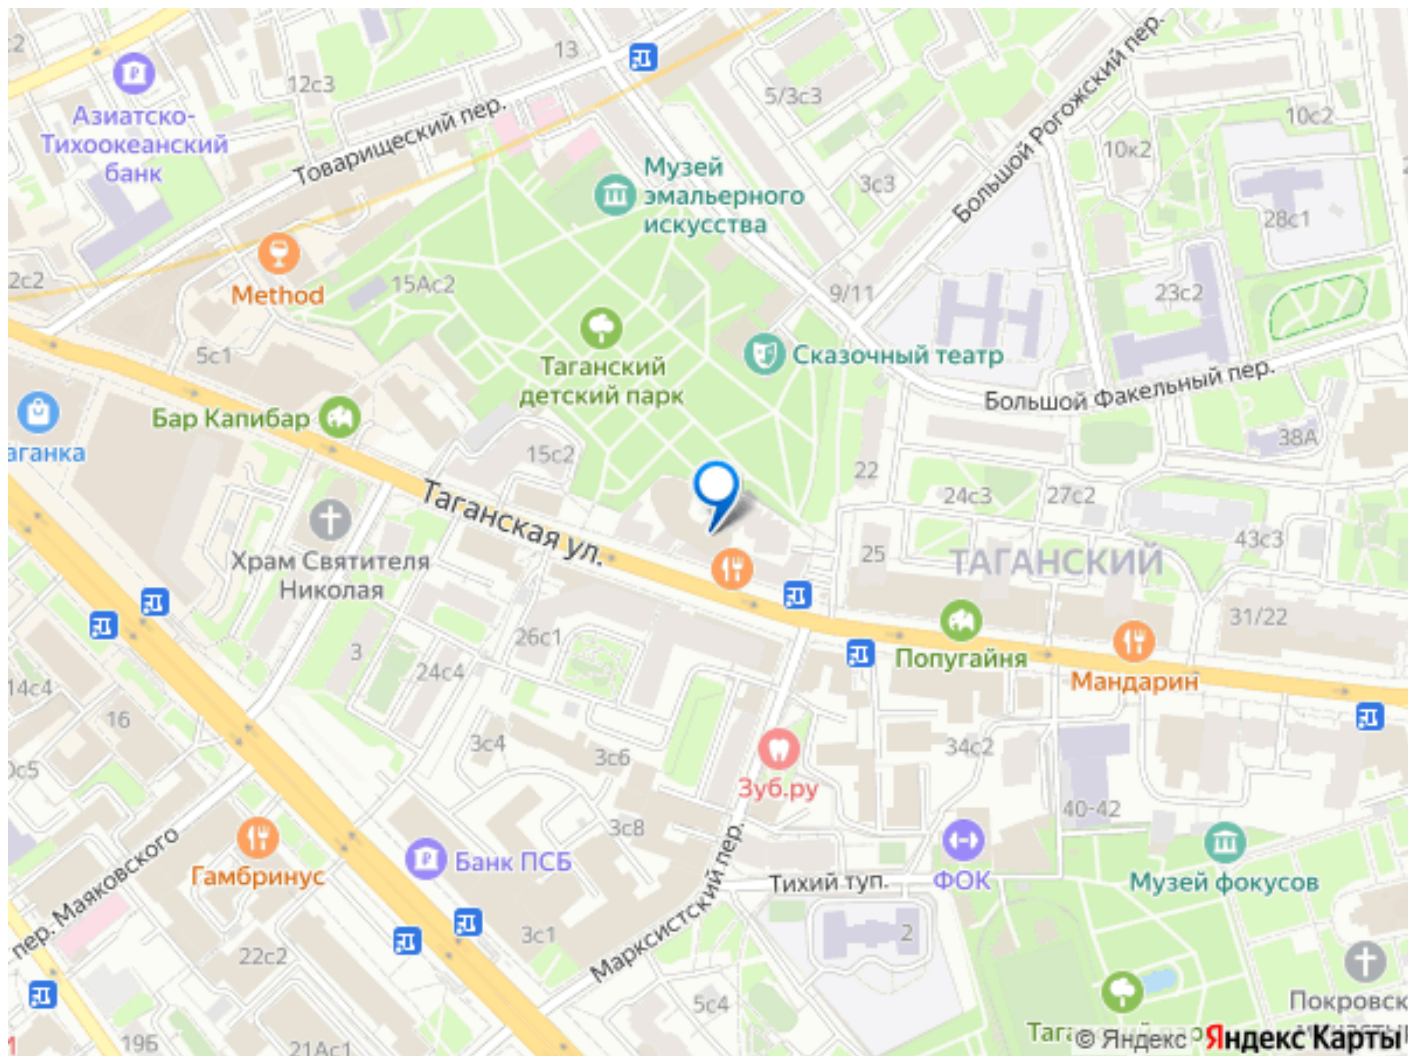 13
12с3
5/3с3
10с2
Азиатско-
Тихоокеанский
банк
Товарищеский пер.
Музей
эмальерного
искусства
3с3
10к2
Большой Рогожский пер.
28с1
2с2
Method
15Ас2
9/11
23с2
5с1
Таганский
детский парк
Сказочный театр
Большой Факельный пер.
Бар Капибар
аганка
38А
15с2
22
24с3
27с2
Таганская ул.
43с3
Храм Святителя
Николая
25
ТАГАНСКИЙ
31/22
26с1
3
24с4
Попугайня
Мандарин
14с4
16
3с4
3с6
34с2
Зуб.ру
40-42
3с8
Гамбринус
Банк ПСБ
пер. Маяковского
Марксистский пер.
Тихий туп.
ФОК
Музей фокусов
22с2
3с1
2
5с4
Покровск
19Б
21Ас1
© Яндекс Яндекс Карты